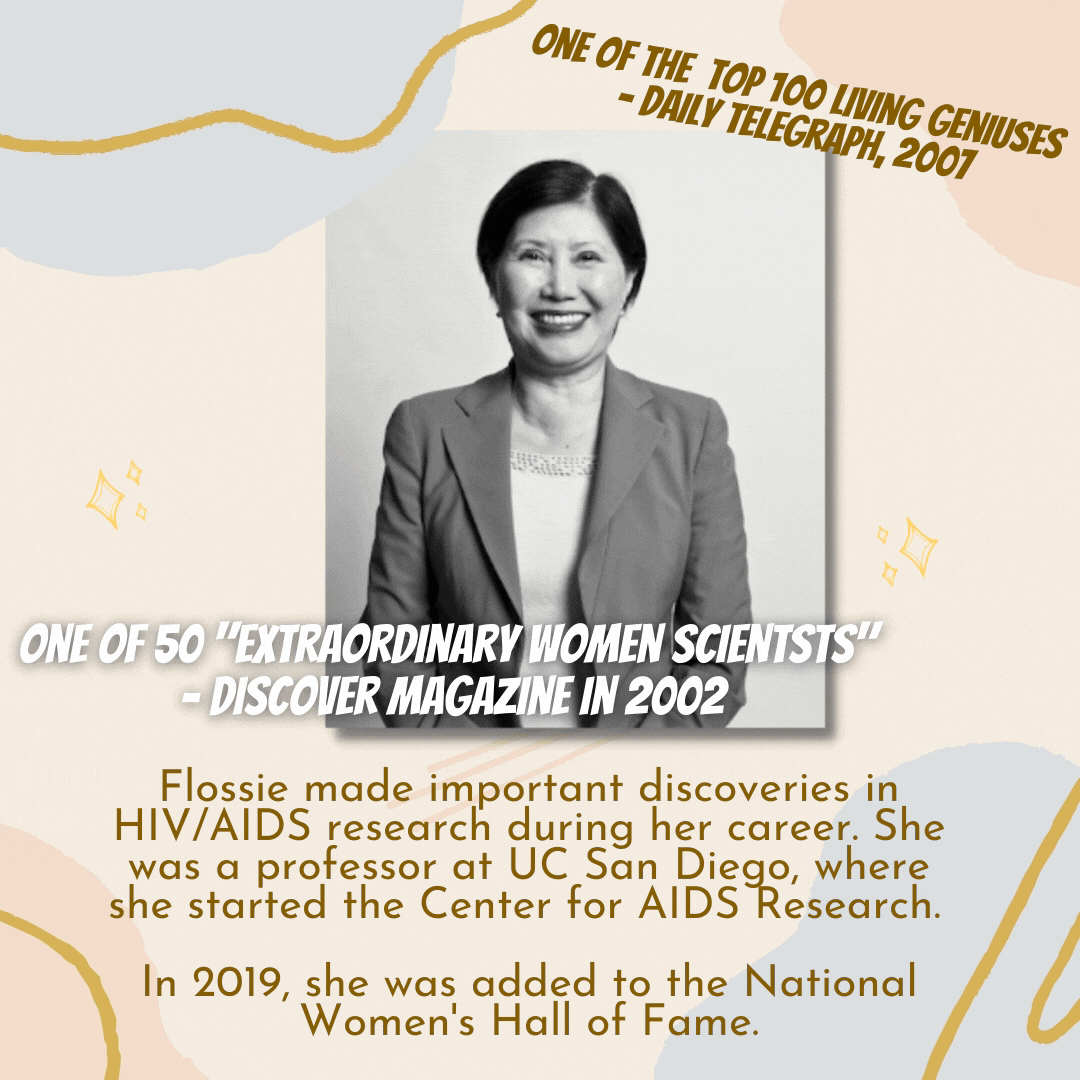 ONE OF THE TOP 100 LIVING GENIUSES
- DAILY TELEGRAPH, 2007
ONE OF 50 "EXTRAORDINARY WOMEN SCIENTSTS"
- DISCOVER MAGAZINE IN 2002
Flossie made important discoveries in
HIV/AIDS research during her career. She
was a professor at UC San Diego, where
she started the Center for AIDS Research.
In 2019, she was added to the National
Women's Hall of Fame.